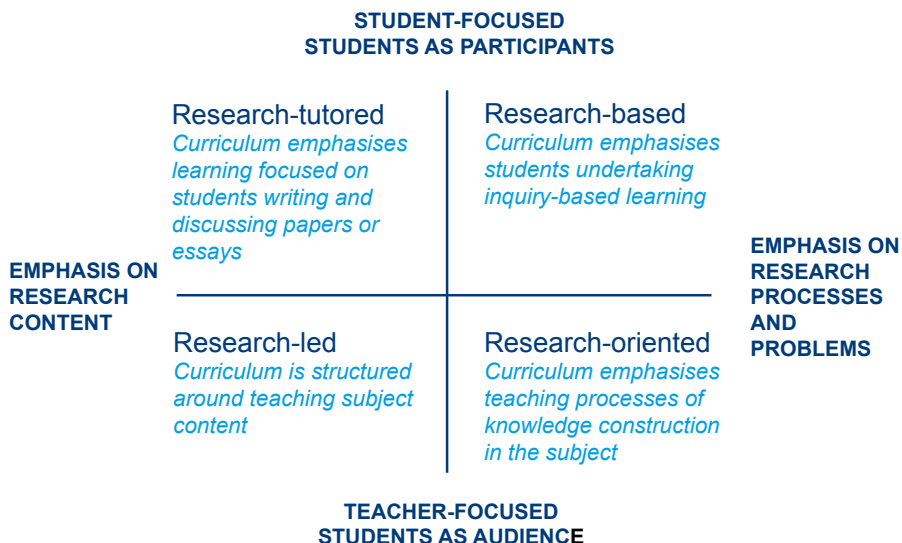 STUDENT-FOCUSED
STUDENTS AS PARTICIPANTS
Research-tutored
Curriculum emphasises
learning focused on
students writing and
discussing papers or
essays
Research-based
Curriculum emphasises
students undertaking
inquiry-based learning
EMPHASIS ON
RESEARCH
CONTENT
EMPHASIS ON
RESEARCH
PROCESSES
AND
PROBLEMS
Research-led
Curriculum is structured
around teaching subject
content
Research-oriented
Curriculum emphasises
teaching processes of
knowledge construction
in the subject
TEACHER-FOCUSED
STUDENTS AS AUDIENCE